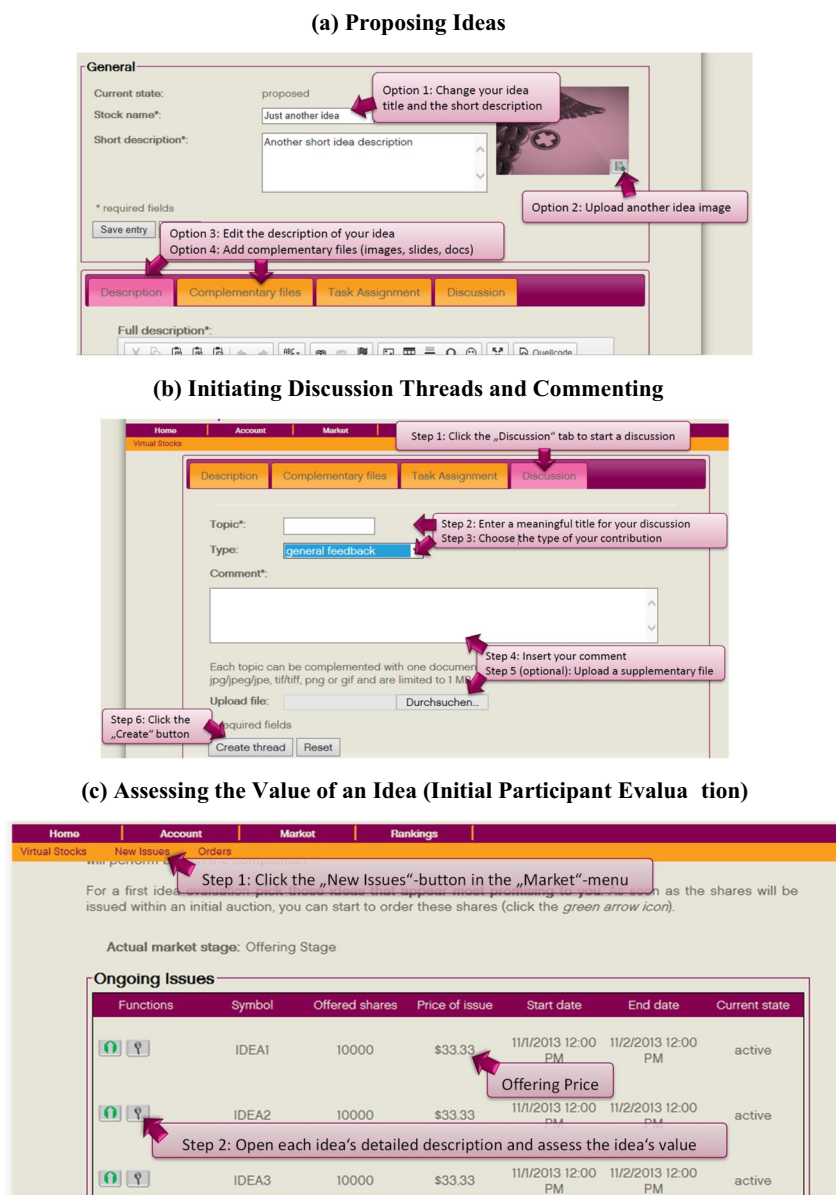 (a) Proposing Ideas
General
Current state: proposed
Option 1: Change your idea
title and the short description
Stock name*: Just another idea
Short description*: Another short idea description
Option 2: Upload another idea image
* required fields
Save entry
Option 3: Edit the description of your idea
Option 4: Add complementary files (images, slides, docs)
Description Complementary files Task Assignment Discussion
Full description*:
Quellcode
(b) Initiating Discussion Threads and Commenting
Home Account Market
Virtual Stocks
Step 1: Click the „Discussion“ tab to start a discussion
Description Complementary files Task Assignment Discussion
Topic*:
Step 2: Enter a meaningful title for your discussion
Step 3: Choose the type of your contribution
Type: general feedback
Comment*:
Step 4: Insert your comment
Step 5 (optional): Upload a supplementary file
Each topic can be complemented with one
jpg/jpeg/jpe, tif/tiff, png or gif and are limited to 1
Upload file: Durchsuchen...
Step 6: Click the
„Create“ button
required fields
Create thread Reset
(c) Assessing the Value of an Idea (Initial Participant Evalua tion)
Home Account Market Rankings
Virtual Stocks New Issues Orders
Step 1: Click the „New Issues“-button in the „Market“-menu
For a first idea evaluation pick those ideas that appear most promising to you. As soon as the shares will be
issued within an initial auction, you can start to order these shares (click the green arrow icon).
Actual market stage: Offering Stage
Ongoing Issues
Functions Symbol Offered shares Price of issue Start date End date Current state
IDEA1 10000 $33.33 11/1/2013 12:00 PM 11/2/2013 12:00 PM active
Offering Price
IDEA2 10000 $33.33 11/1/2013 12:00 PM 11/2/2013 12:00 PM active
Step 2: Open each idea‘s detailed description and assess the idea‘s value
IDEA3 10000 $33.33 11/1/2013 12:00 PM 11/2/2013 12:00 PM active